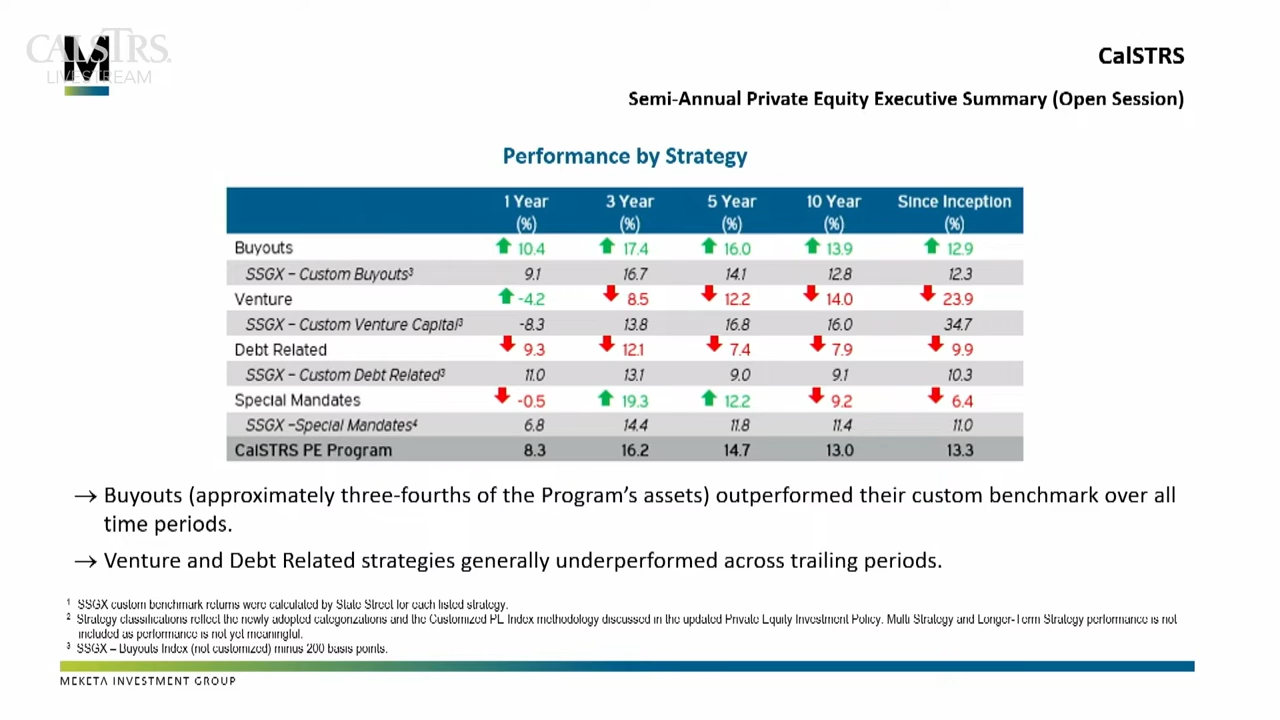 CALSTRS.
LIVESTREAM
M
CalSTRS
Semi-Annual Private Equity Executive Summary (Open Session)
Performance by Strategy
1 Year (%) 3 Year (%) 5 Year (%) 10 Year (%) Since Inception (%)
Buyouts 10.4 17.4 16.0 13.9 12.9
SSGX – Custom Buyouts³ 9.1 16.7 14.1 12.8 12.3
Venture -4.2 8.5 12.2 14.0 23.9
SSGX – Custom Venture Capital³ -8.3 13.8 16.8 16.0 34.7
Debt Related 9.3 12.1 7.4 7.9 9.9
SSGX – Custom Debt Related³ 11.0 13.1 9.0 9.1 10.3
Special Mandates -0.5 19.3 12.2 9.2 6.4
SSGX –Special Mandates⁴ 6.8 14.4 11.8 11.4 11.0
CalSTRS PE Program 8.3 16.2 14.7 13.0 13.3
→ Buyouts (approximately three-fourths of the Program's assets) outperformed their custom benchmark over all
time periods.
→ Venture and Debt Related strategies generally underperformed across trailing periods.
¹ SSGX custom benchmark returns were calculated by State Street for each listed strategy.
² Strategy classifications reflect the newly adopted categorizations and the Customized PE Index methodology discussed in the updated Private Equity Investment Policy. Multi Strategy and Longer-Term Strategy performance is not
included as performance is not yet meaningful.
³ SSGX – Buyouts Index (not customized) minus 200 basis points.
MEKETA INVESTMENT GROUP